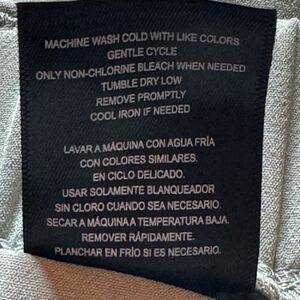 MACHINE WASH COLD WITH LIKE COLORS
GENTLE CYCLE
ONLY NON-CHLORINE BLEACH WHEN NEEDED
TUMBLE DRY LOW
REMOVE PROMPTLY
COOL IRON IF NEEDED
LAVAR A MÁQUINA CON AGUA FRÍA
CON COLORES SIMILARES.
EN CICLO DELICADO.
USAR SOLAMENTE BLANQUEADOR
SIN CLORO CUANDO SEA NECESARIO.
SECAR A MÁQUINA A TEMPERATURA BAJA.
REMOVER RÁPIDAMENTE.
PLANCHAR EN FRÍO SI ES NECESARIO.